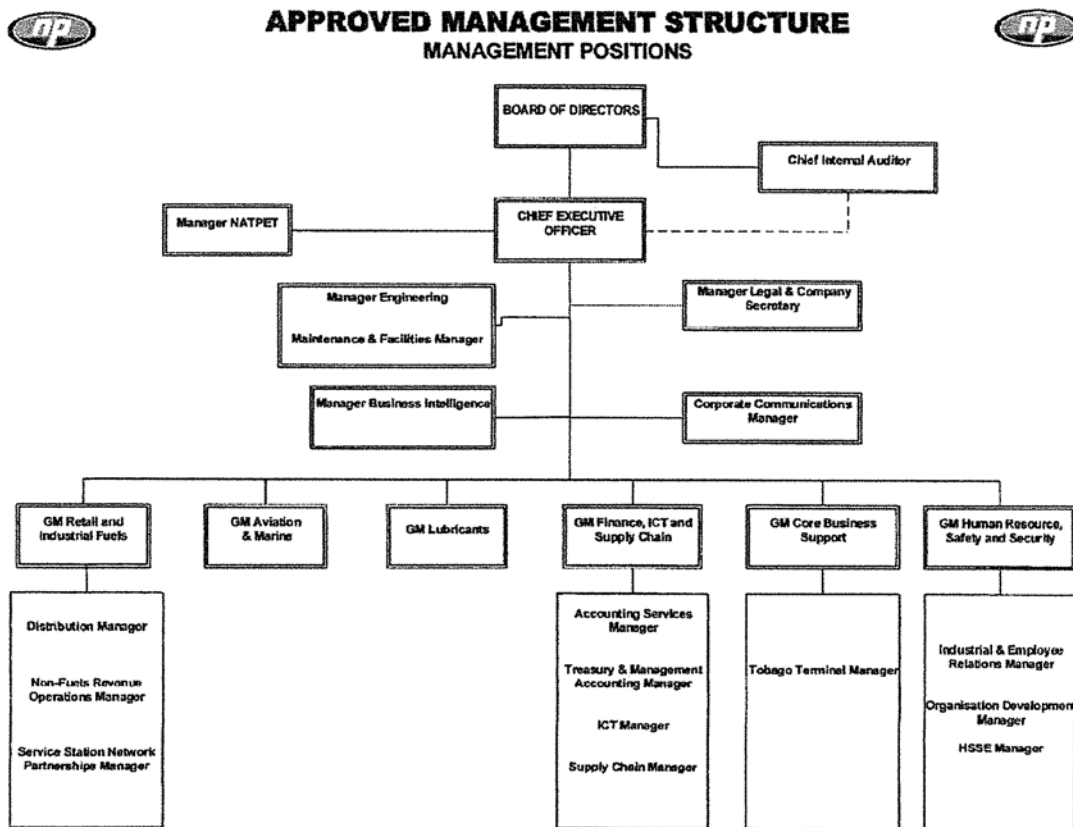 np
APPROVED MANAGEMENT STRUCTURE
np
MANAGEMENT POSITIONS
BOARD OF DIRECTORS
Chief Internal Auditor
Manager NATPET
CHIEF EXECUTIVE
OFFICER
Manager Engineering
Maintenance & Facilities Manager
Manager Legal & Company
Secretary
Manager Business Intelligence
Corporate Communications
Manager
GM Retail and
Industrial Fuels
GM Aviation
& Marine
GM Lubricants
GM Finance, ICT and
Supply Chain
GM Core Business
Support
GM Human Resource,
Safety and Security
Distribution Manager
Non-Fuels Revenue
Operations Manager
Service Station Network
Partnerships Manager
Accounting Services
Manager
Treasury & Management
Accounting Manager
ICT Manager
Supply Chain Manager
Tobago Terminal Manager
Industrial & Employee
Relations Manager
Organisation Development
Manager
HSSE Manager